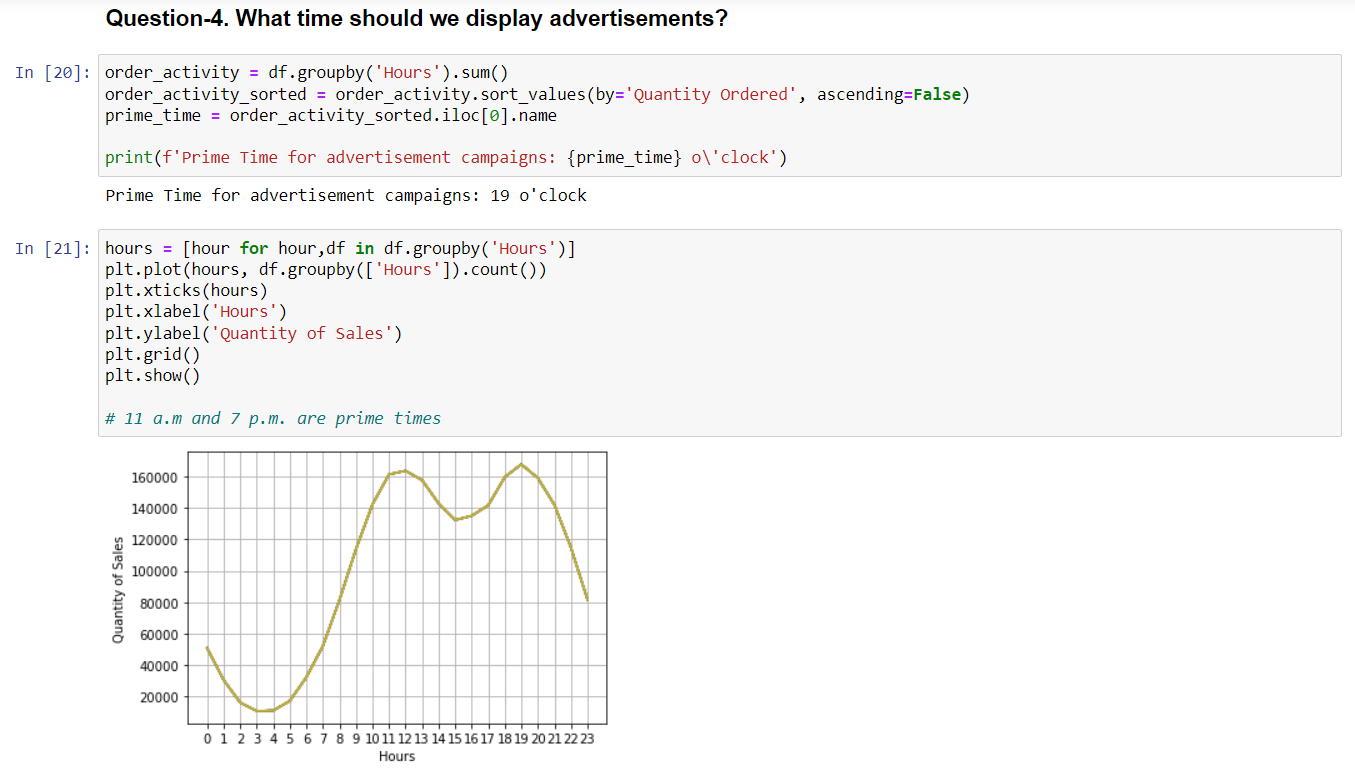 Question-4. What time should we display advertisements?
In [20]: order_activity = df.groupby('Hours').sum()
order_activity_sorted = order_activity.sort_values(by='Quantity Ordered', ascending=False)
prime_time = order_activity_sorted.iloc[0].name
print(f'Prime Time for advertisement campaigns: {prime_time} o\'clock')
Prime Time for advertisement campaigns: 19 o'clock
In [21]: hours = [hour for hour,df in df.groupby('Hours')]
plt.plot(hours, df.groupby(['Hours']).count())
plt.xticks(hours)
plt.xlabel('Hours')
plt.ylabel('Quantity of Sales')
plt.grid()
plt.show()
# 11 a.m and 7 p.m. are prime times
Quantity of Sales
160000
140000
120000
100000
80000
60000
40000
20000
0 1 2 3 4 5 6 7 8 9 10 11 12 13 14 15 16 17 18 19 20 21 22 23
Hours